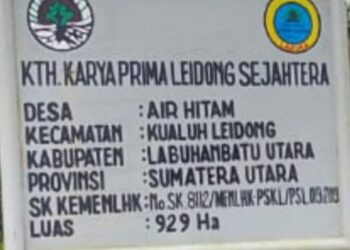 KTH. KARYA PRIMA LEIDONG SEJAHTERA
DESA : AIR HITAM
KECAMATAN : KUALUH LEIDONG
KABUPATEN : LABUHANBATU UTARA
PROVINSI : SUMATERA UTARA
SK KEMENLHK : No SK. 8112/MENLHK-PSKL/PSL
LUAS : 929 Ha